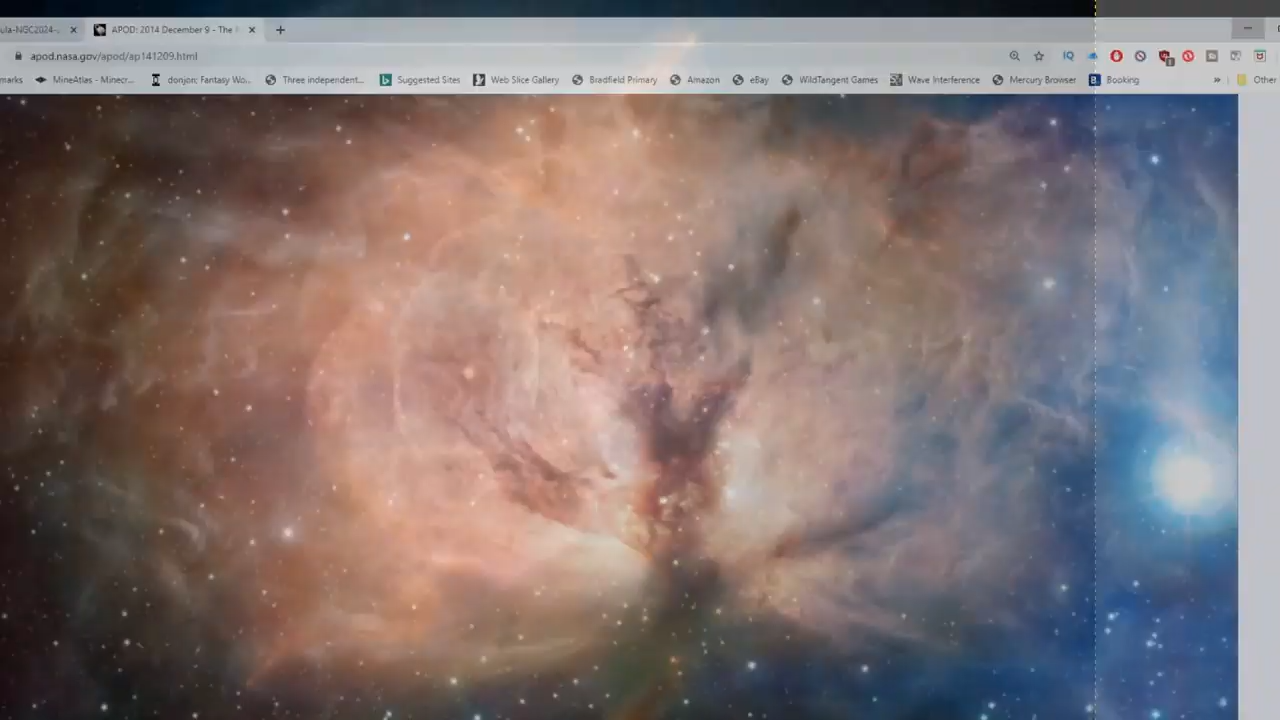 ula-NGC2024-.. APOD: 2014 December 9 - The
apod.nasa.gov/apod/ap141209.html
marks MineAtlas - Minecr... donjon; Fantasy Wo... Three independent... Suggested Sites Web Slice Gallery Bradfield Primary Amazon eBay WildTangent Games Wave Interference Mercury Browser Booking » Other